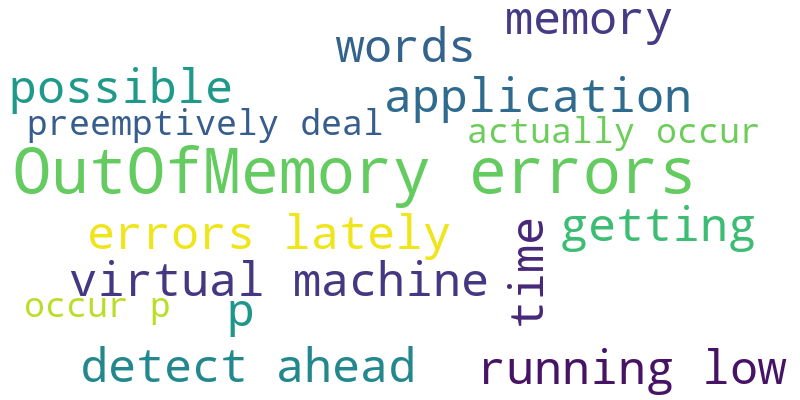 memory
words
possible
application
preemptively deal
actually occur
OutOfMemory errors
errors lately
getting
time
virtual machine
occur p
p
detect ahead
running low